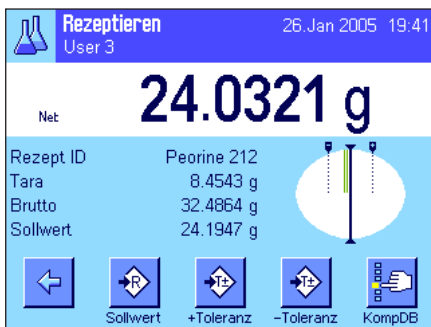 Rezeptieren 26.Jan 2005 19:41
User 3
Net 24.0321 g
Rezept ID Peorine 212
Tara 8.4543 g
Brutto 32.4864 g
Sollwert 24.1947 g
R T± T±
Sollwert +Toleranz -Toleranz KompDB